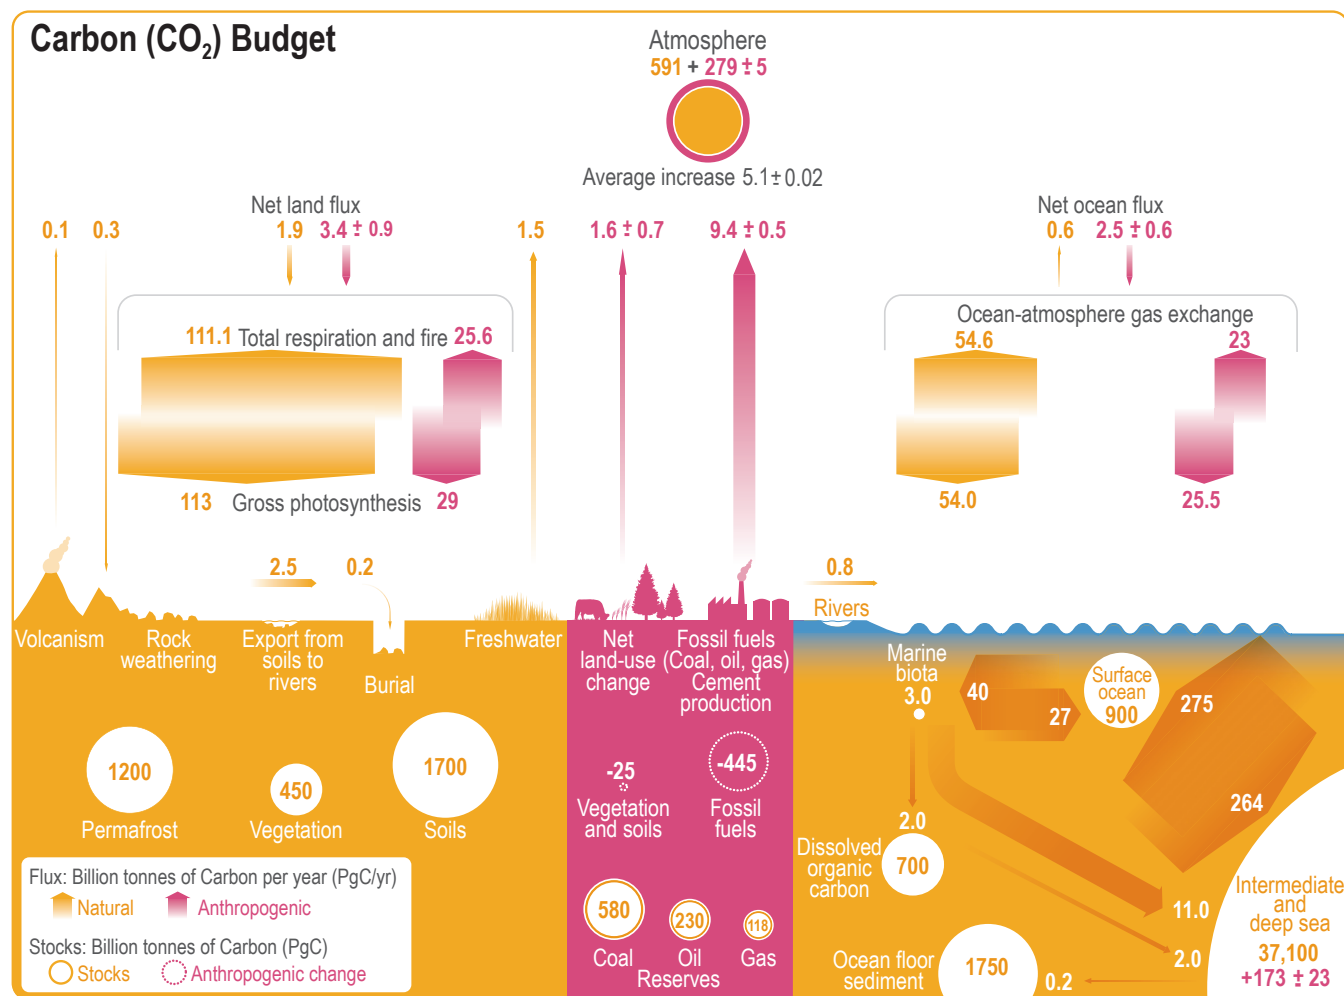 Carbon (CO₂) Budget
Atmosphere
591 + 279 ± 5
Average increase 5.1 ± 0.02
Net land flux
1.9 3.4 ± 0.9
0.1 0.3
1.5
1.6 ± 0.7
9.4 ± 0.5
Net ocean flux
0.6 2.5 ± 0.6
111.1 Total respiration and fire 25.6
113 Gross photosynthesis 29
Ocean-atmosphere gas exchange
54.6 23
54.0 25.5
2.5
0.2
0.8
Rivers
Volcanism
Rock
weathering
Export from
soils to
rivers
Burial
Freshwater
Net
land-use
change
Fossil fuels
(Coal, oil, gas)
Cement
production
1200
Permafrost
450
Vegetation
1700
Soils
-25
Vegetation
and soils
-445
Fossil
fuels
580
Coal
230
Oil
118
Gas
Reserves
Marine
biota
3.0
40
27
Surface
ocean
900
275
264
2.0
Dissolved
organic
carbon
700
11.0
2.0
Intermediate
and
deep sea
37,100
+173 ± 23
Ocean floor
sediment
1750
0.2
Flux: Billion tonnes of Carbon per year (PgC/yr)
Natural Anthropogenic
Stocks: Billion tonnes of Carbon (PgC)
Stocks Anthropogenic change